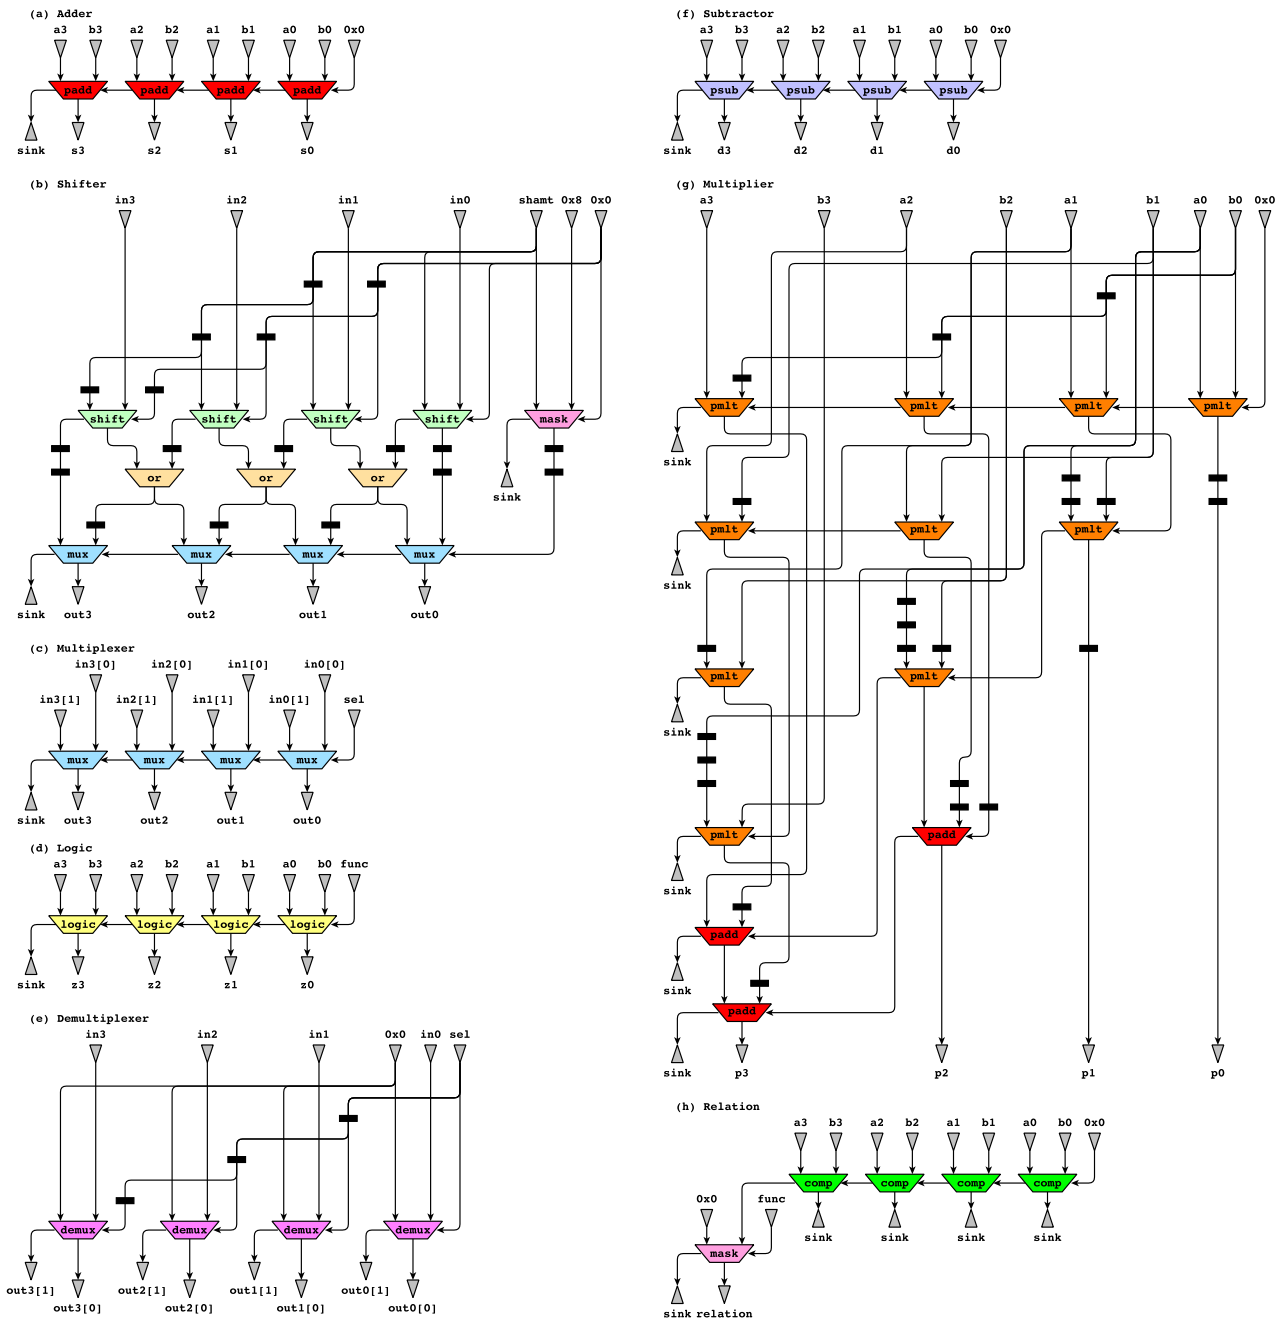 (a) Adder
a3 b3 a2 b2 a1 b1 a0 b0 0x0
padd padd padd padd
sink s3 s2 s1 s0
(b) Shifter
in3 in2 in1 in0 shamt 0x8 0x0
shift shift shift shift mask
or or or
sink
mux mux mux mux
sink out3 out2 out1 out0
(c) Multiplexer
in3[0] in2[0] in1[0] in0[0]
in3[1] in2[1] in1[1] in0[1] sel
mux mux mux mux
sink out3 out2 out1 out0
(d) Logic
a3 b3 a2 b2 a1 b1 a0 b0 func
logic logic logic logic
sink z3 z2 z1 z0
(e) Demultiplexer
in3 in2 in1 0x0 in0 sel
demux demux demux demux
out3[1] out2[1] out1[1] out0[1]
out3[0] out2[0] out1[0] out0[0]
(f) Subtractor
a3 b3 a2 b2 a1 b1 a0 b0 0x0
psub psub psub psub
sink d3 d2 d1 d0
(g) Multiplier
a3 b3 a2 b2 a1 b1 a0 b0 0x0
pmlt pmlt pmlt pmlt
sink
pmlt pmlt pmlt
sink
pmlt pmlt
sink
pmlt padd
sink
padd
sink
padd
sink p3 p2 p1 p0
(h) Relation
a3 b3 a2 b2 a1 b1 a0 b0 0x0
comp comp comp comp
0x0 func
sink sink sink sink
mask
sink relation